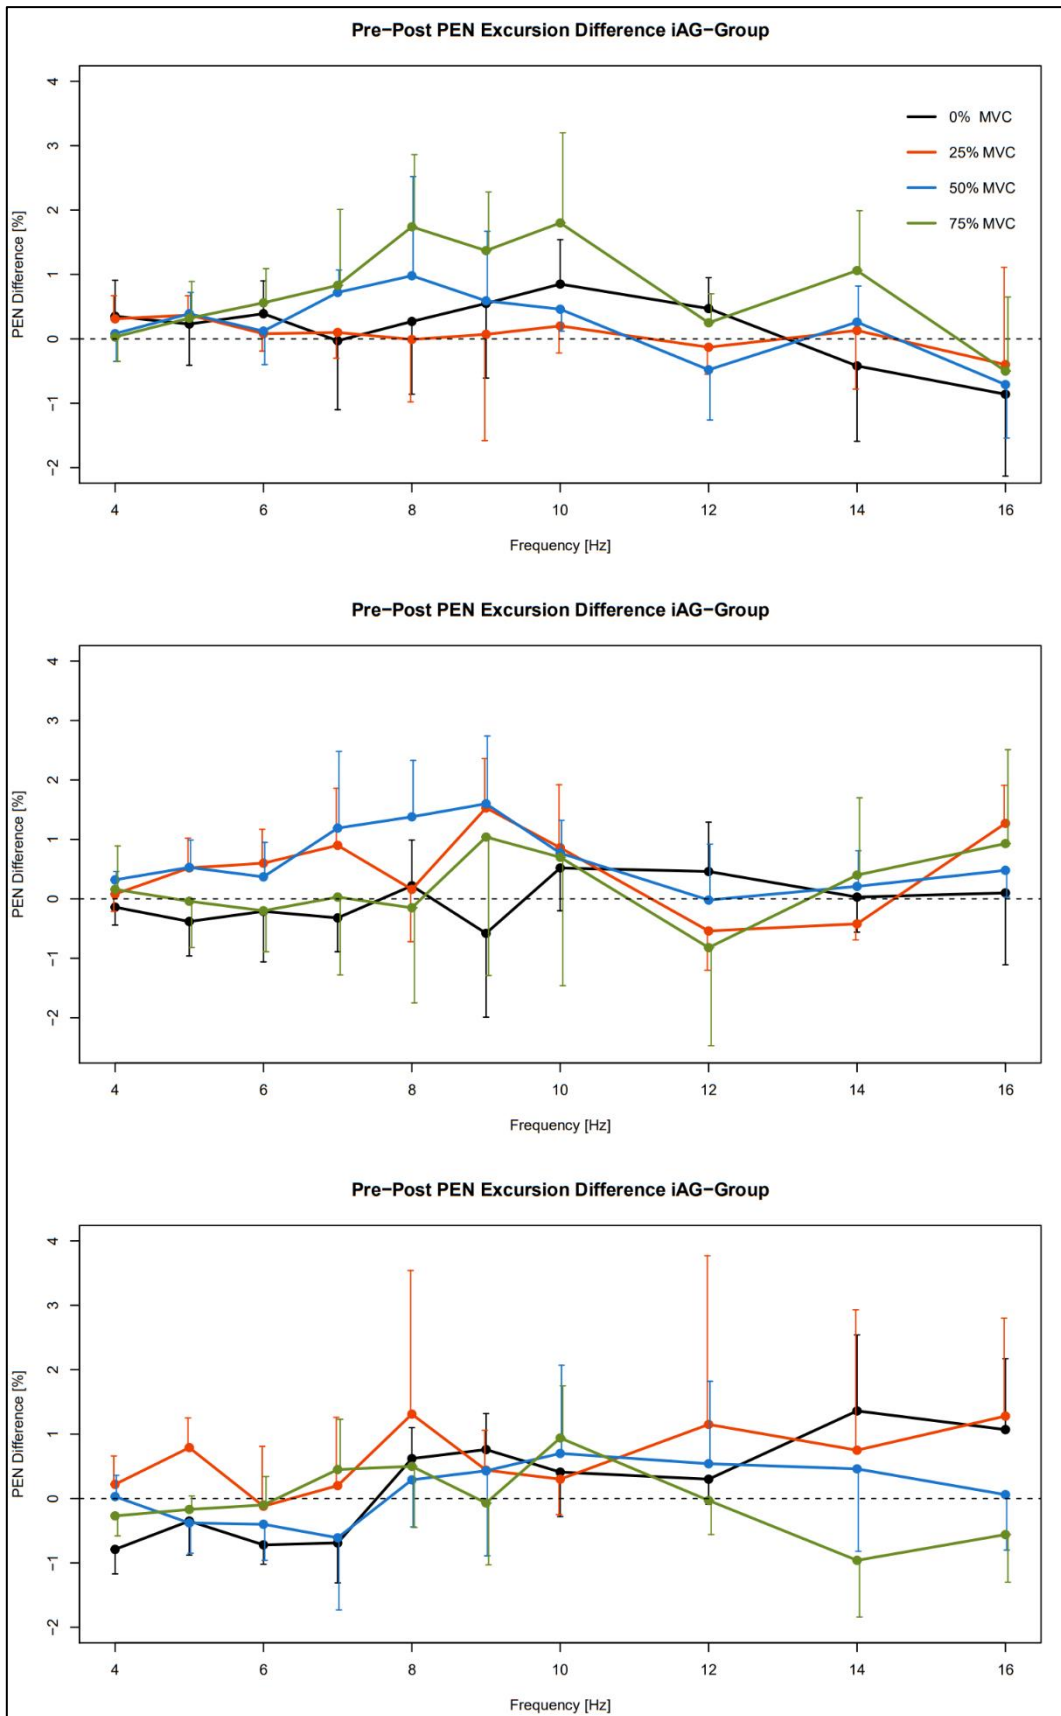 Pre−Post PEN Excursion Difference iAG−Group
4
3
2
1
0
−1
−2
PEN Difference [%]
0% MVC
25% MVC
50% MVC
75% MVC
4 6 8 10 12 14 16
Frequency [Hz]
Pre−Post PEN Excursion Difference iAG−Group
4
3
2
1
0
−1
−2
PEN Difference [%]
4 6 8 10 12 14 16
Frequency [Hz]
Pre−Post PEN Excursion Difference iAG−Group
4
3
2
1
0
−1
−2
PEN Difference [%]
4 6 8 10 12 14 16
Frequency [Hz]